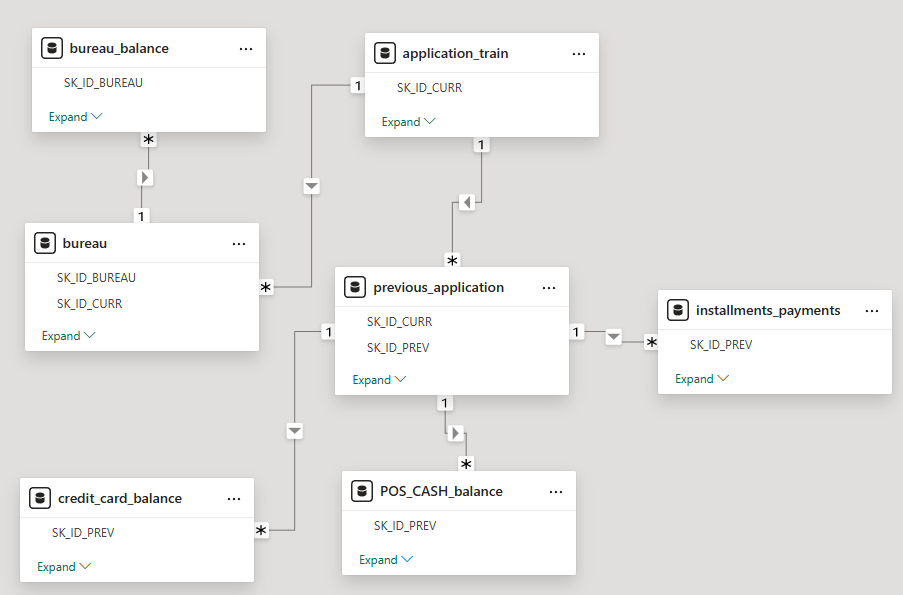 bureau_balance ...
SK_ID_BUREAU
Expand
application_train ...
SK_ID_CURR
Expand
1
*
1
1
bureau ...
SK_ID_BUREAU
SK_ID_CURR
Expand
*
*
previous_application ...
SK_ID_CURR
SK_ID_PREV
Expand
1
1
*
installments_payments ...
SK_ID_PREV
Expand
1
*
credit_card_balance ...
SK_ID_PREV
Expand
*
POS_CASH_balance ...
SK_ID_PREV
Expand